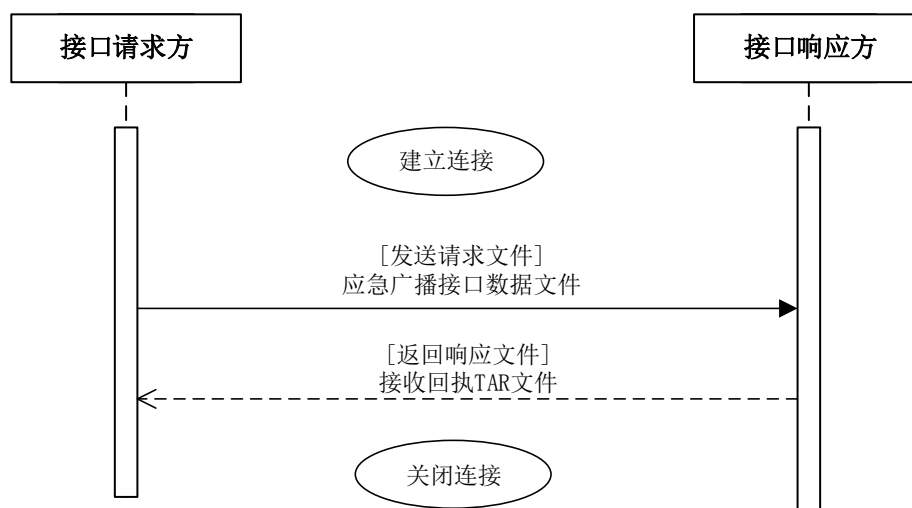 接口请求方
接口响应方
建立连接
[发送请求文件]
应急广播接口数据文件
[返回响应文件]
接收回执TAR文件
关闭连接